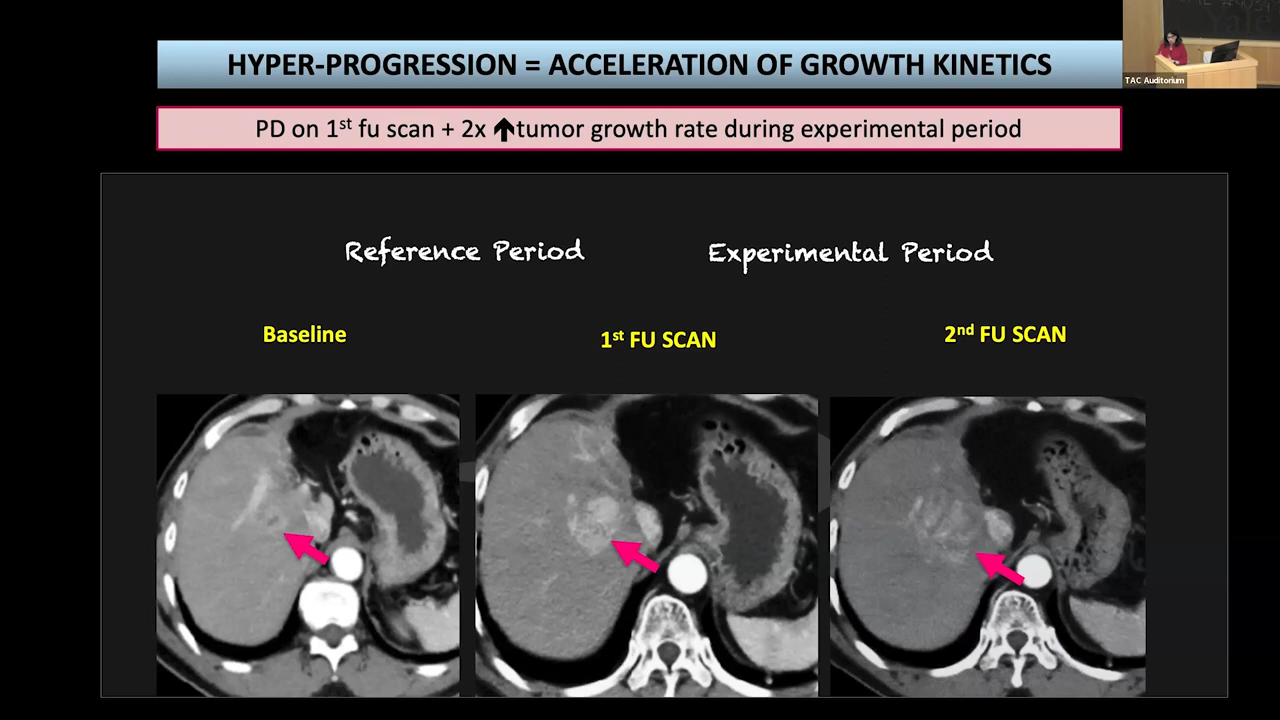 HYPER-PROGRESSION = ACCELERATION OF GROWTH KINETICS
TAC Auditorium
PD on 1st fu scan + 2x ⬆tumor growth rate during experimental period
Reference Period
Experimental Period
Baseline
1st FU SCAN
2nd FU SCAN